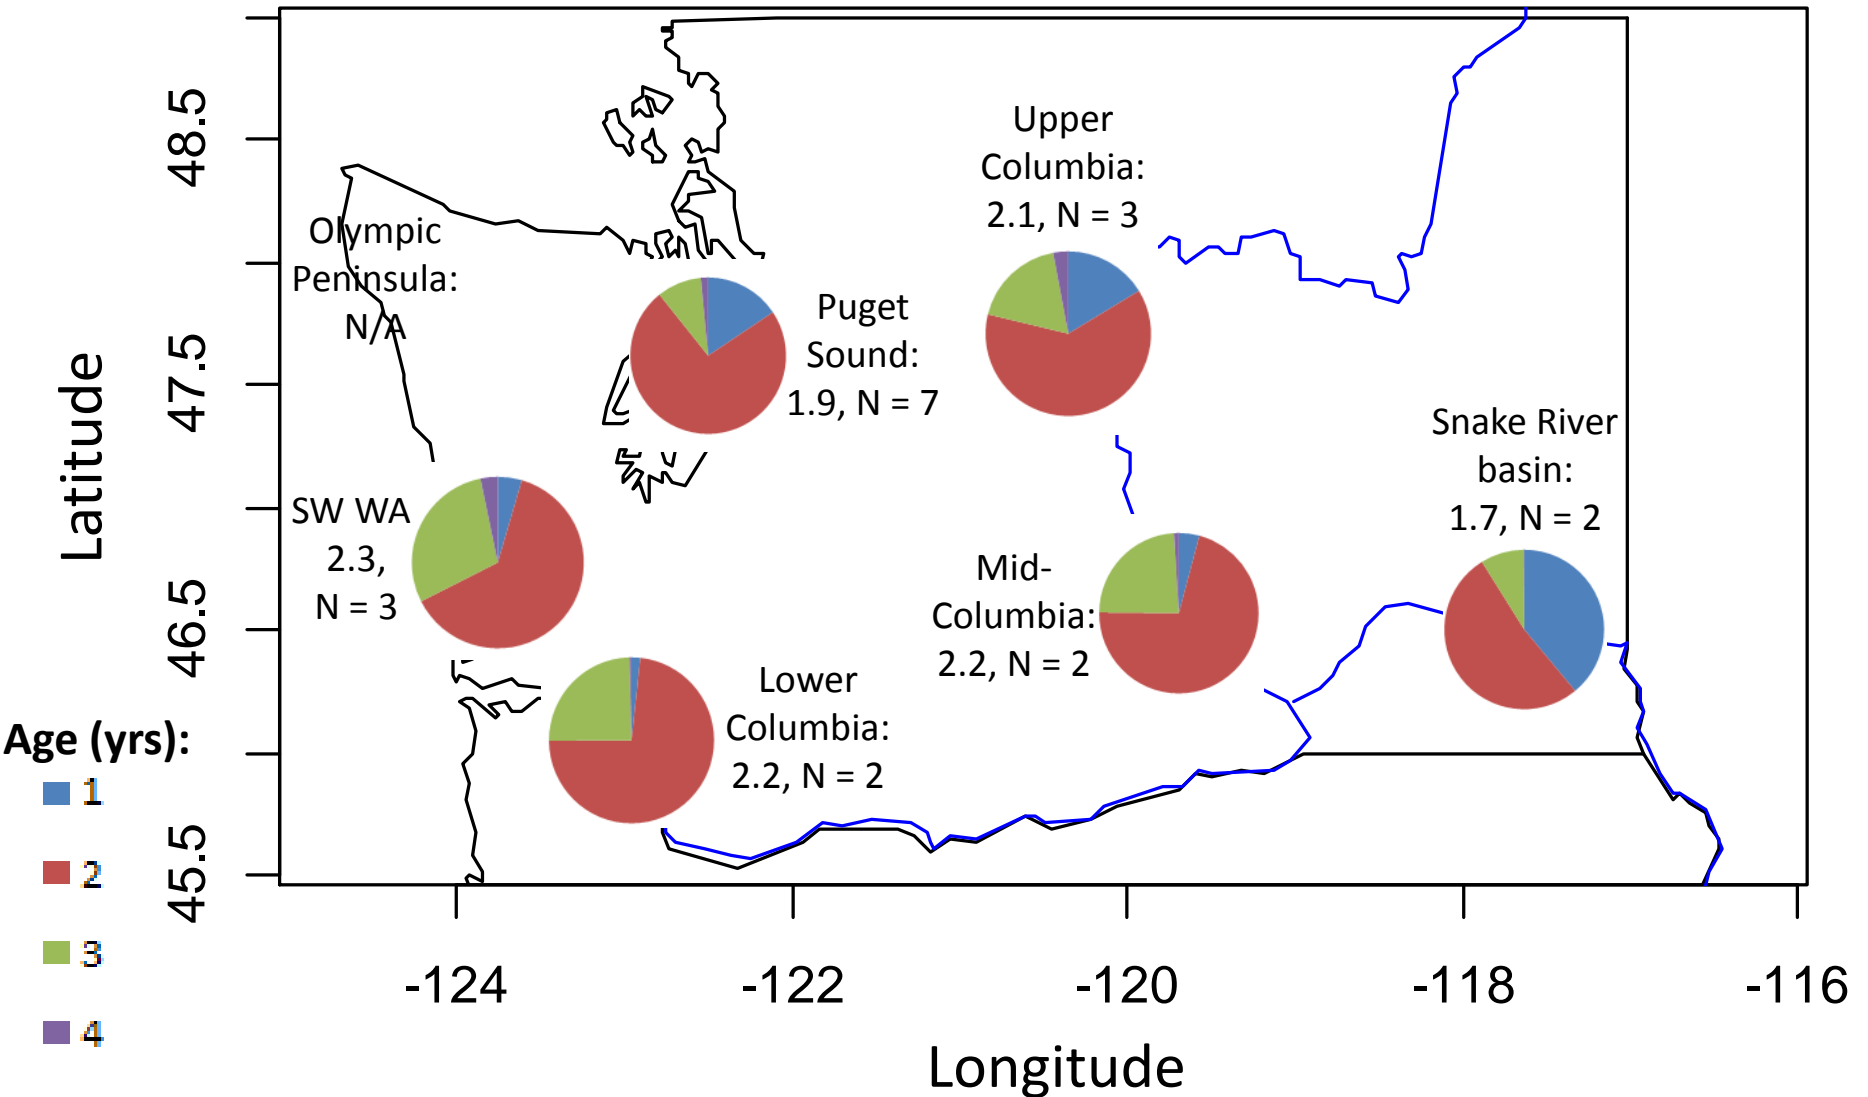 Upper
Columbia:
2.1, N = 3
Olympic
Peninsula:
N/A
Puget
Sound:
1.9, N = 7
Snake River
basin:
1.7, N = 2
SW WA
2.3,
N = 3
Mid-
Columbia:
2.2, N = 2
Lower
Columbia:
2.2, N = 2
Latitude
48.5
47.5
46.5
45.5
Age (yrs):
1
2
3
4
-124
-122
-120
-118
-116
Longitude